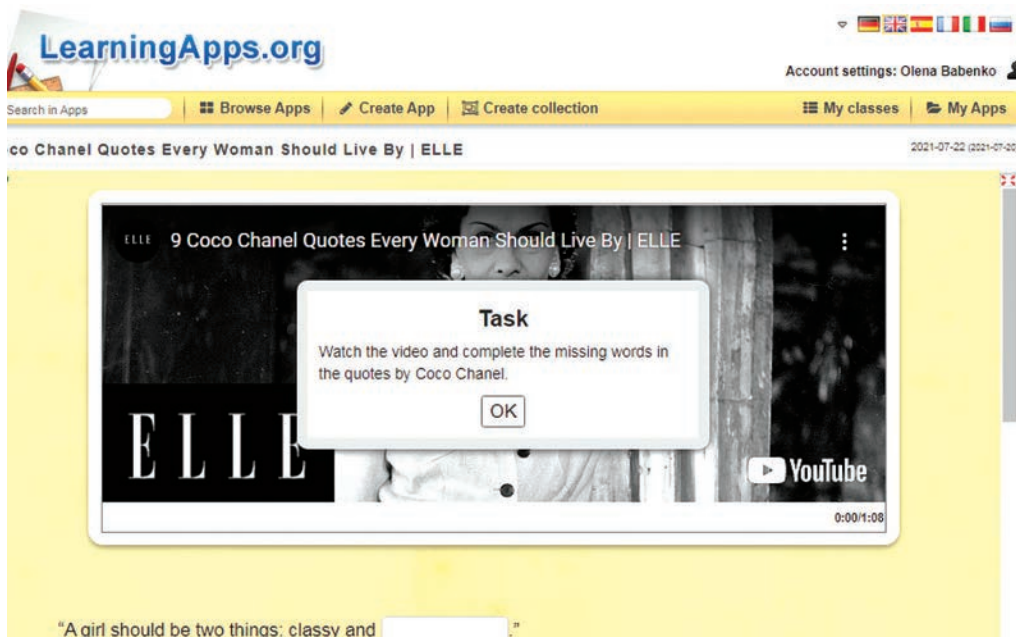 LearningApps.org
Account settings: Olena Babenko
Search in Apps
Browse Apps
Create App
Create collection
My classes
My Apps
co Chanel Quotes Every Woman Should Live By | ELLE
2021-07-22 (2021-07-20
ELLE
9 Coco Chanel Quotes Every Woman Should Live By | ELLE
Task
Watch the video and complete the missing words in
the quotes by Coco Chanel.
OK
ELLE
YouTube
0:00/1:08
“A girl should be two things: classy and ."